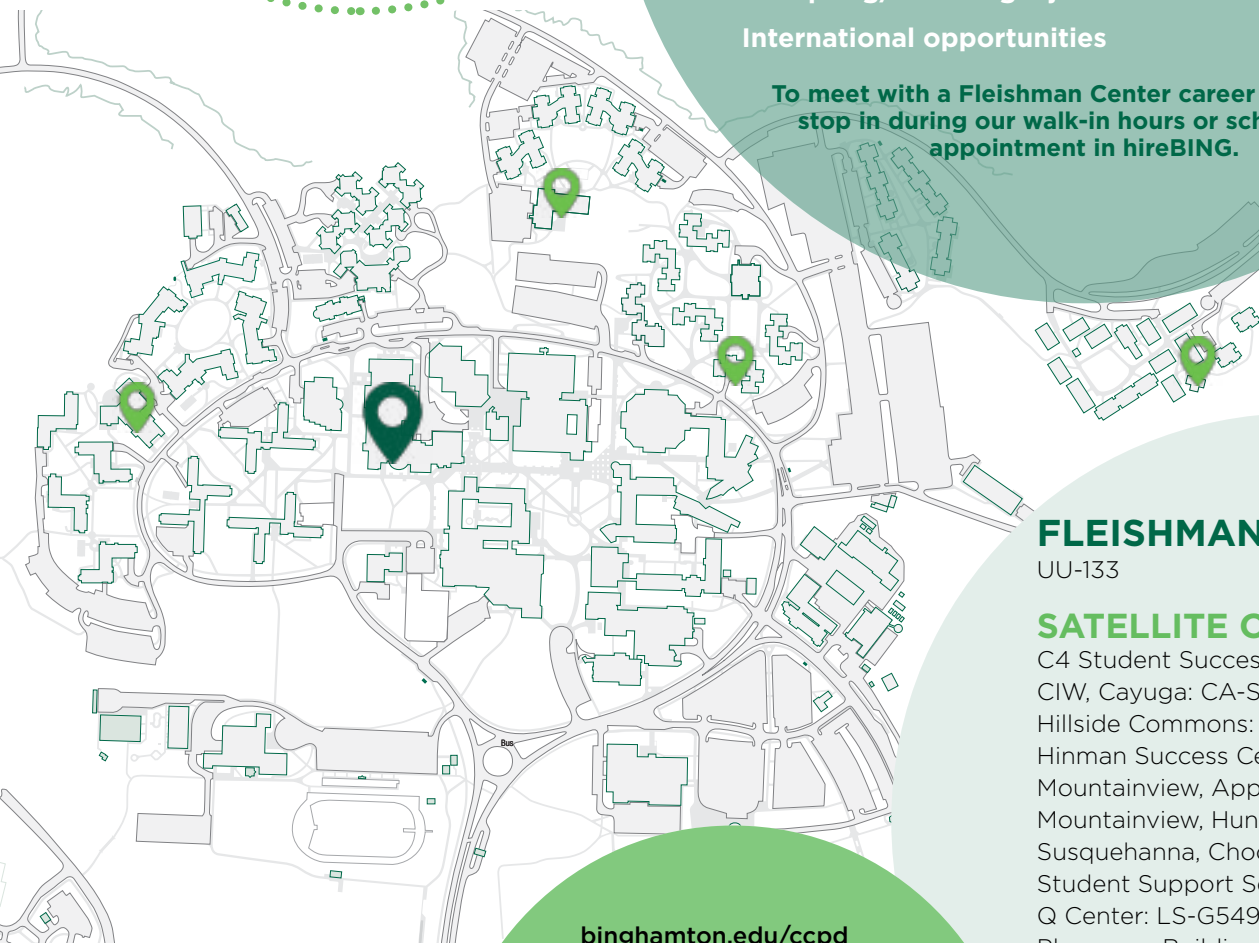 International opportunities
To meet with a Fleishman Center career
stop in during our walk-in hours or sch
appointment in hireBING.
FLEISHMAN
UU-133
SATELLITE
C4 Student Succes
CIW, Cayuga: CA-S
Hillside Commons:
Hinman Success Ce
Mountainview, App
Mountainview, Hun
Susquehanna, Choc
Student Support Se
Q Center: LS-G549
Bus
binghamton.edu/ccpd